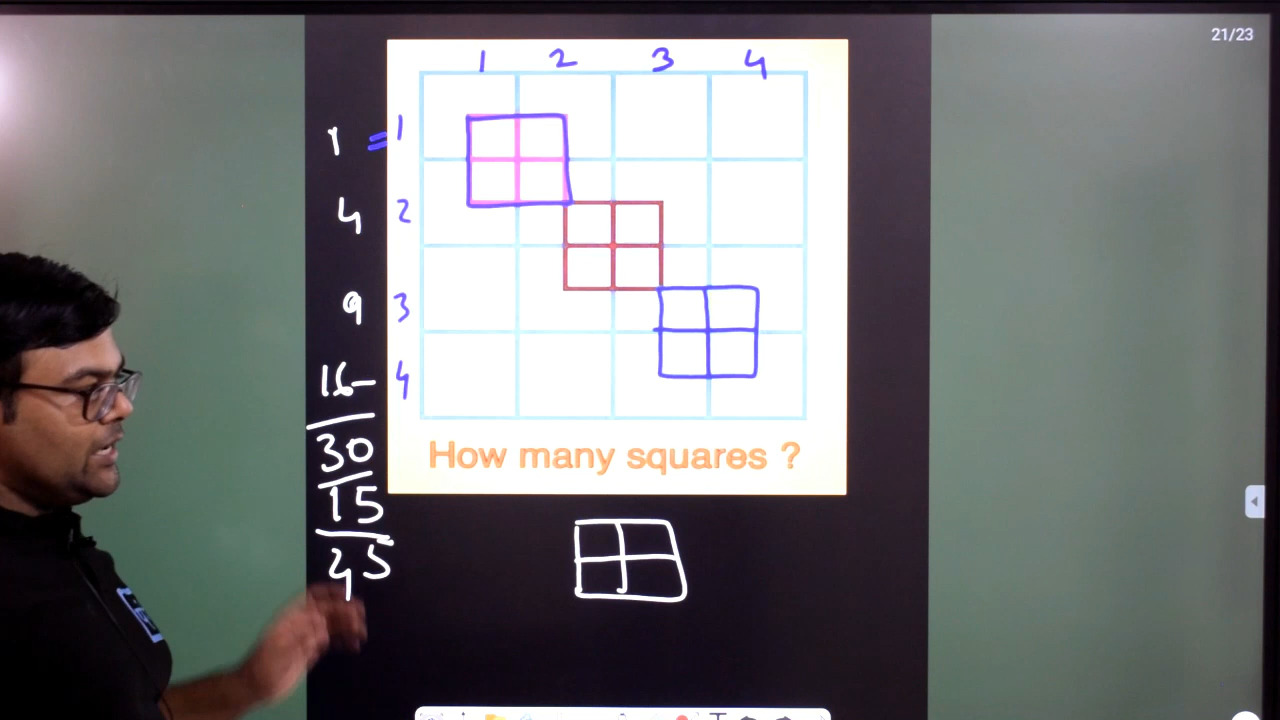 21/23
1 2 3 4
1 = 1
4 2
9 3
16 4
30
15
45
How many squares ?
T